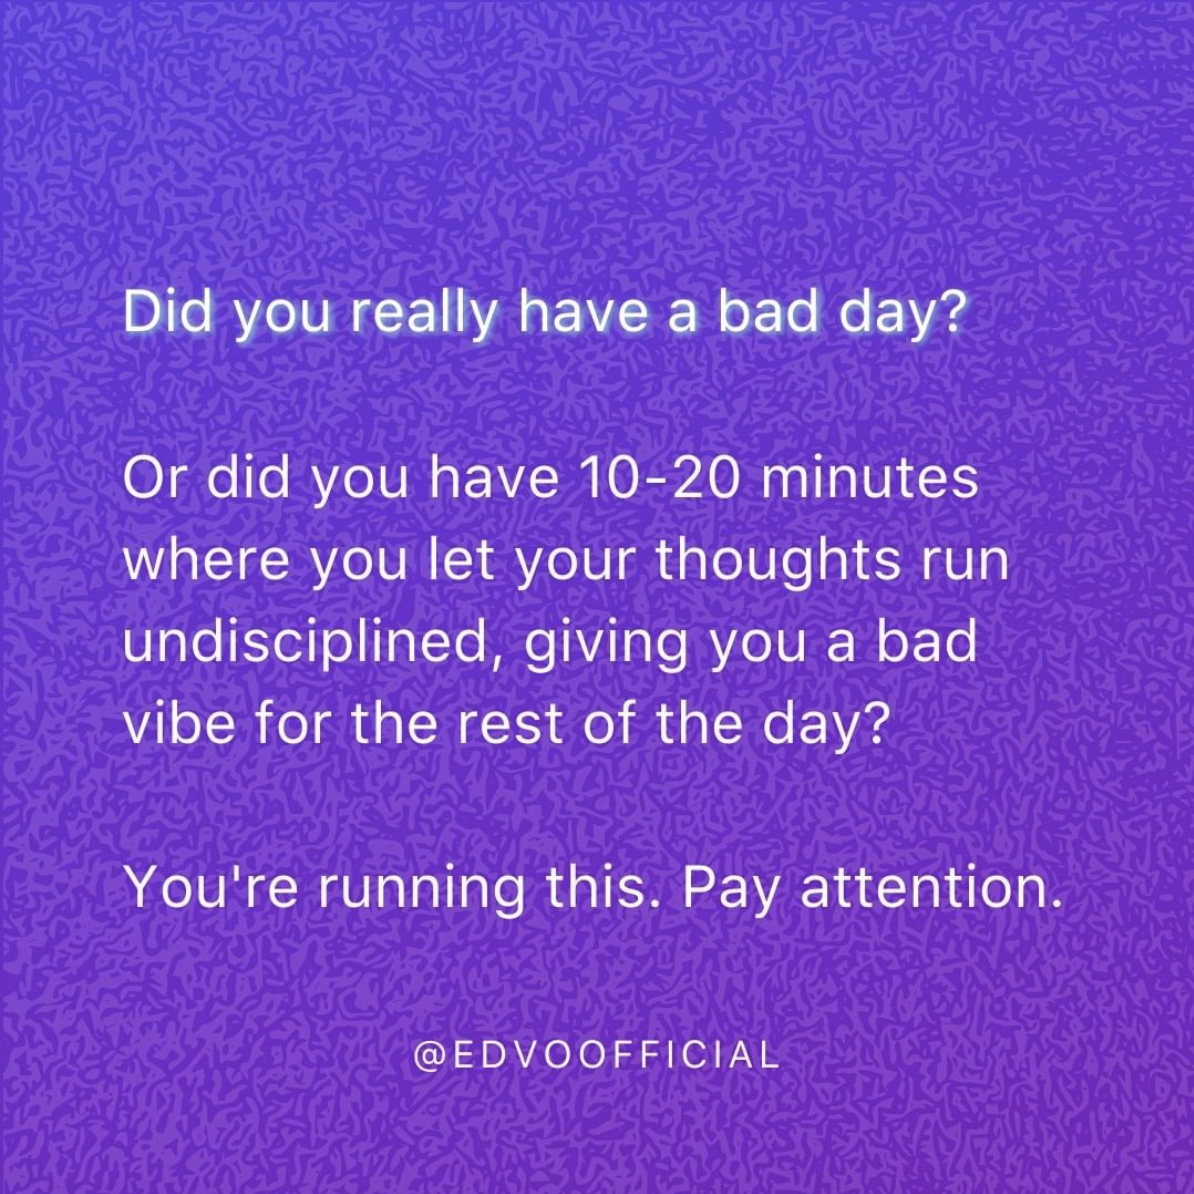 Did you really have a bad day?
Or did you have 10-20 minutes
where you let your thoughts run
undisciplined, giving you a bad
vibe for the rest of the day?
You're running this. Pay attention.
@EDVOOFFICIAL